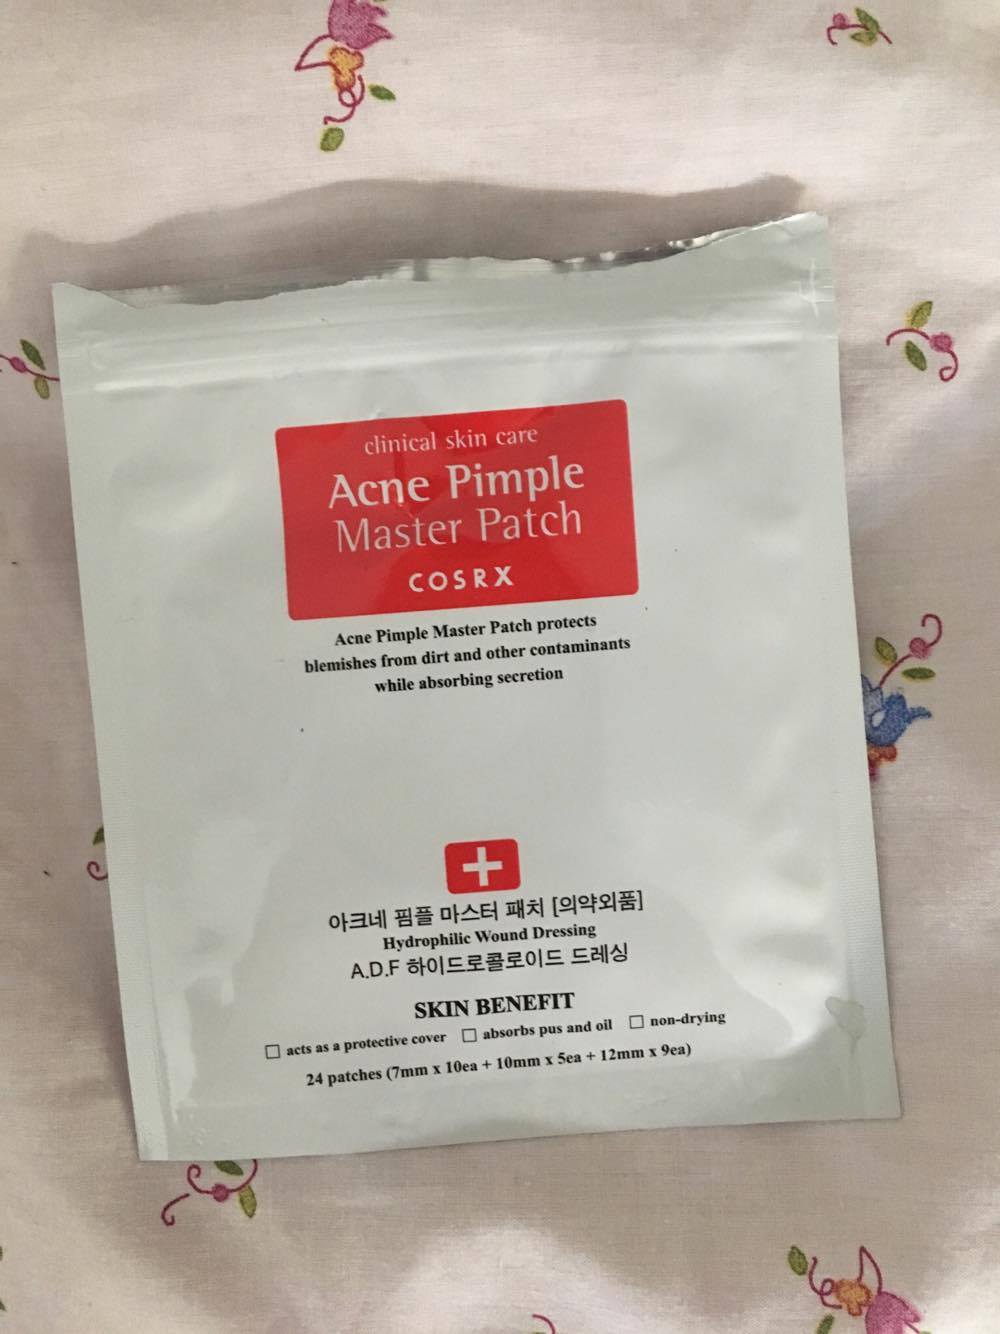 clinical skin care
Acne Pimple
Master Patch
COSRX
Acne Pimple Master Patch protects
blemishes from dirt and other contaminants
while absorbing secretion
아크네 핌플 마스터 패치 [의약외품]
Hydrophilic Wound Dressing
A.D.F 하이드로콜로이드 드레싱
SKIN BENEFIT
☐ acts as a protective cover ☐ absorbs pus and oil ☐ non-drying
24 patches (7mm x 10ea + 10mm x 5ea + 12mm x 9ea)